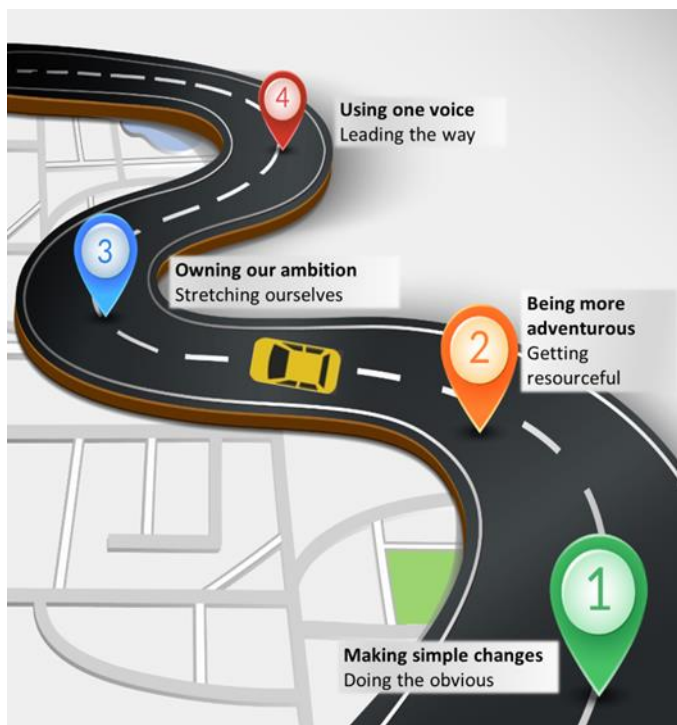 4
Using one voice
Leading the way
3
Owning our ambition
Stretching ourselves
Being more
adventurous
Getting
resourceful
2
1
Making simple changes
Doing the obvious